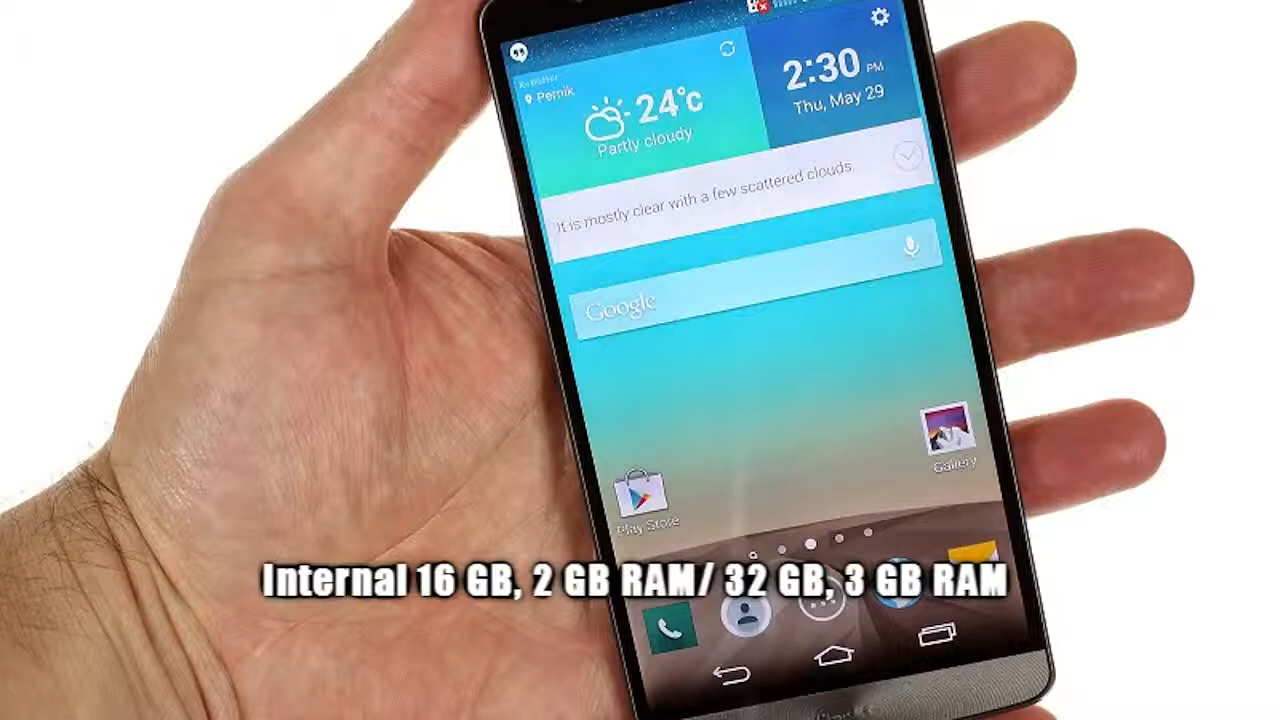 Pernik
24°c
Partly cloudy
2:30 PM
Thu, May 29
It is mostly clear with a few scattered clouds.
Google
Gallery
Play Store
Internal 16 GB, 2 GB RAM/ 32 GB, 3 GB RAM